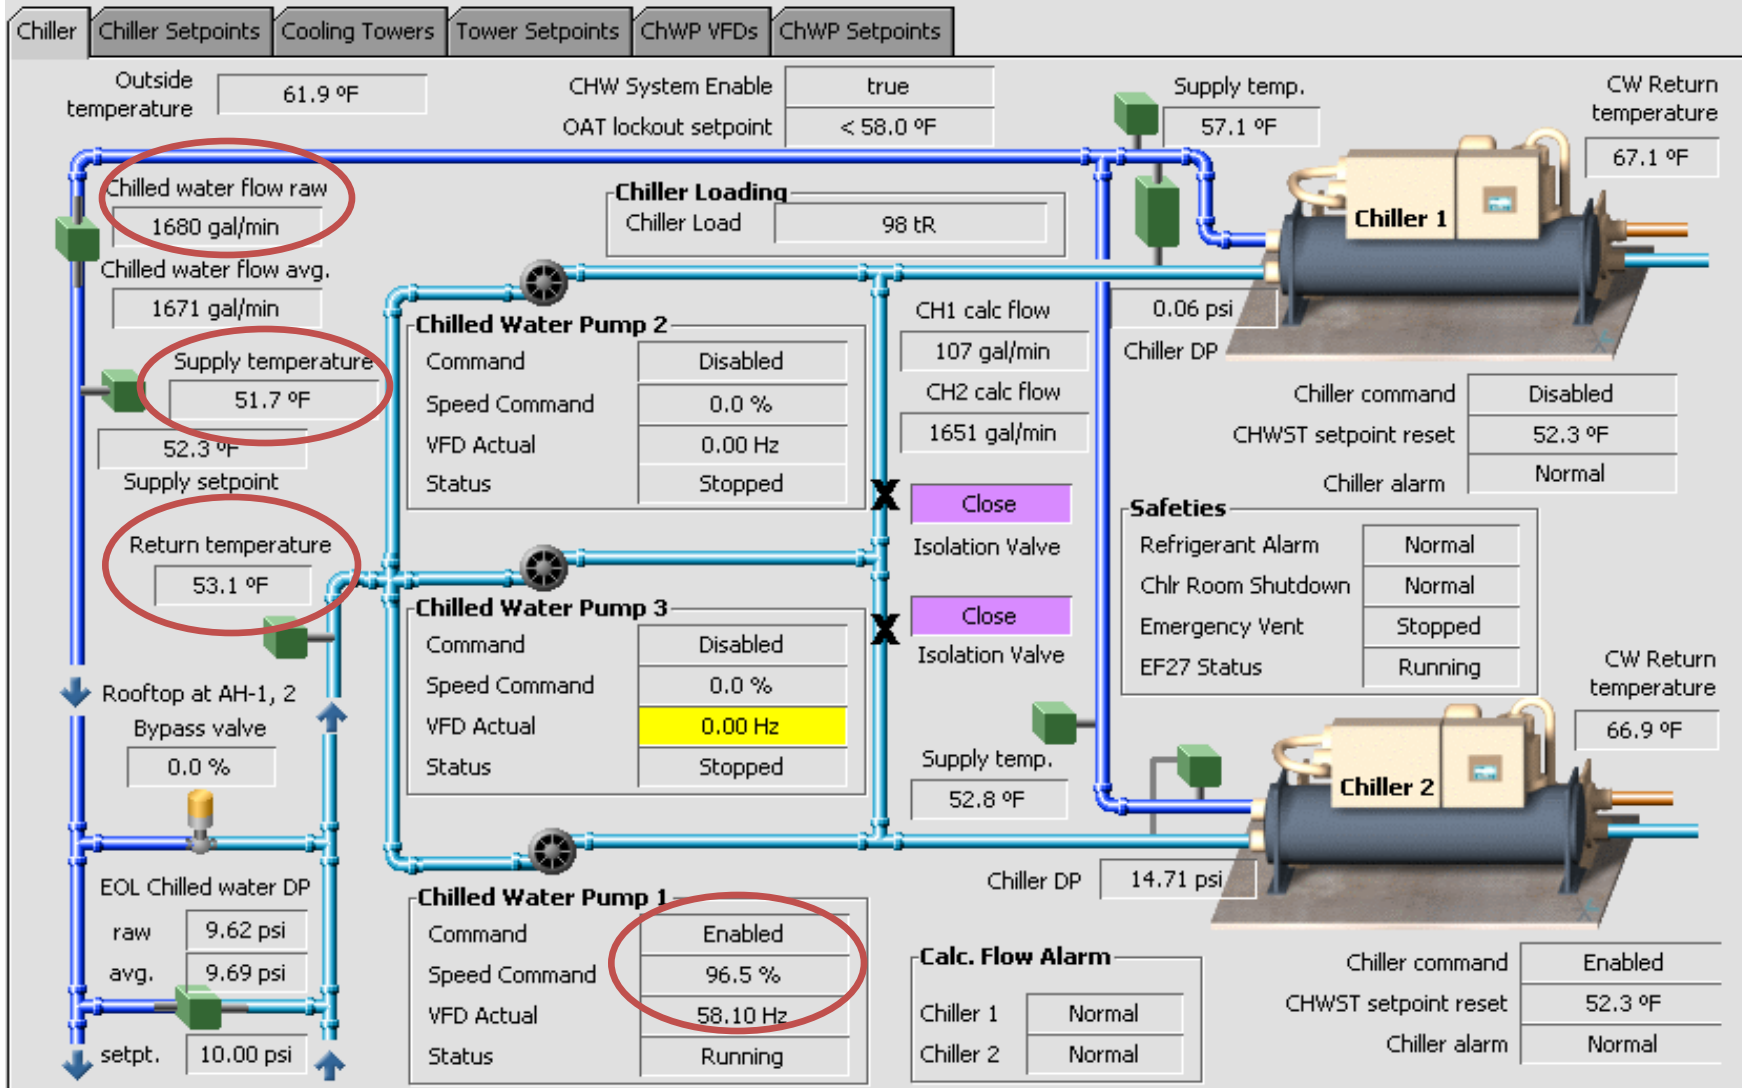 Chiller
Chiller Setpoints
Cooling Towers
Tower Setpoints
ChWP VFDs
ChWP Setpoints
Outside
temperature
61.9 ºF
CHW System Enable
true
OAT lockout setpoint
< 58.0 ºF
Supply temp.
57.1 ºF
CW Return
temperature
67.1 ºF
Chilled water flow raw
1680 gal/min
Chilled water flow avg.
1671 gal/min
Supply temperature
51.7 ºF
52.3 ºF
Supply setpoint
Return temperature
53.1 ºF
Rooftop at AH-1, 2
Bypass valve
0.0 %
EOL Chilled water DP
raw
9.62 psi
avg.
9.69 psi
setpt.
10.00 psi
Chiller Loading
Chiller Load
98 tR
Chilled Water Pump 2
Command
Disabled
Speed Command
0.0 %
VFD Actual
0.00 Hz
Status
Stopped
Chilled Water Pump 3
Command
Disabled
Speed Command
0.0 %
VFD Actual
0.00 Hz
Status
Stopped
Chilled Water Pump 1
Command
Enabled
Speed Command
96.5 %
VFD Actual
58.10 Hz
Status
Running
CH1 calc flow
107 gal/min
CH2 calc flow
1651 gal/min
Close
Isolation Valve
Close
Isolation Valve
Chiller 1
0.06 psi
Chiller DP
Chiller command
Disabled
CHWST setpoint reset
52.3 ºF
Chiller alarm
Normal
Safeties
Refrigerant Alarm
Normal
Chlr Room Shutdown
Normal
Emergency Vent
Stopped
EF27 Status
Running
CW Return
temperature
66.9 ºF
Supply temp.
52.8 ºF
Chiller 2
Chiller DP
14.71 psi
Calc. Flow Alarm
Chiller 1
Normal
Chiller 2
Normal
Chiller command
Enabled
CHWST setpoint reset
52.3 ºF
Chiller alarm
Normal